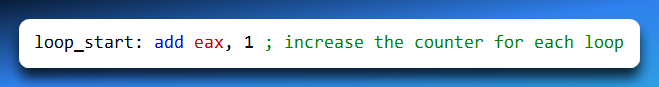 loop_start: add eax, 1 ; increase the counter for each loop